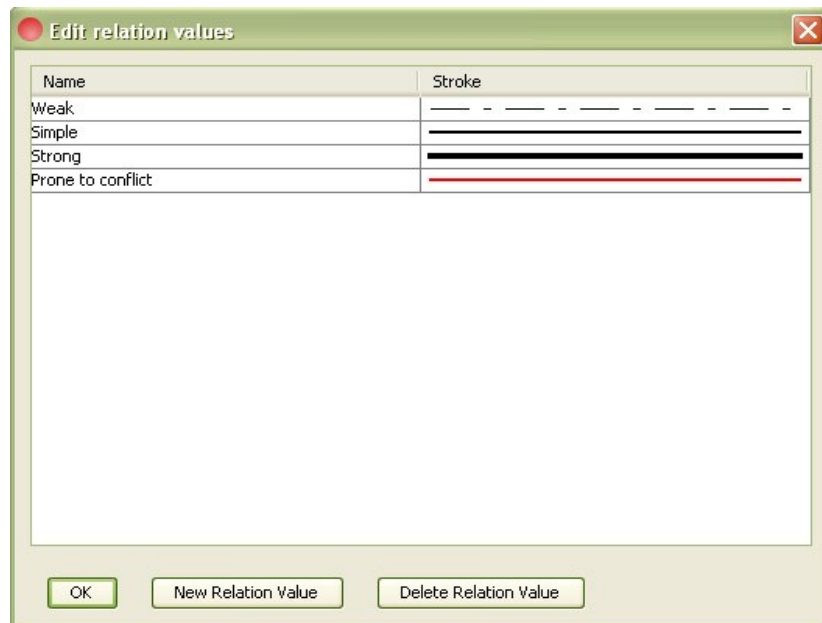 Edit relation values
Name Stroke
Weak
Simple
Strong
Prone to conflict
OK New Relation Value Delete Relation Value